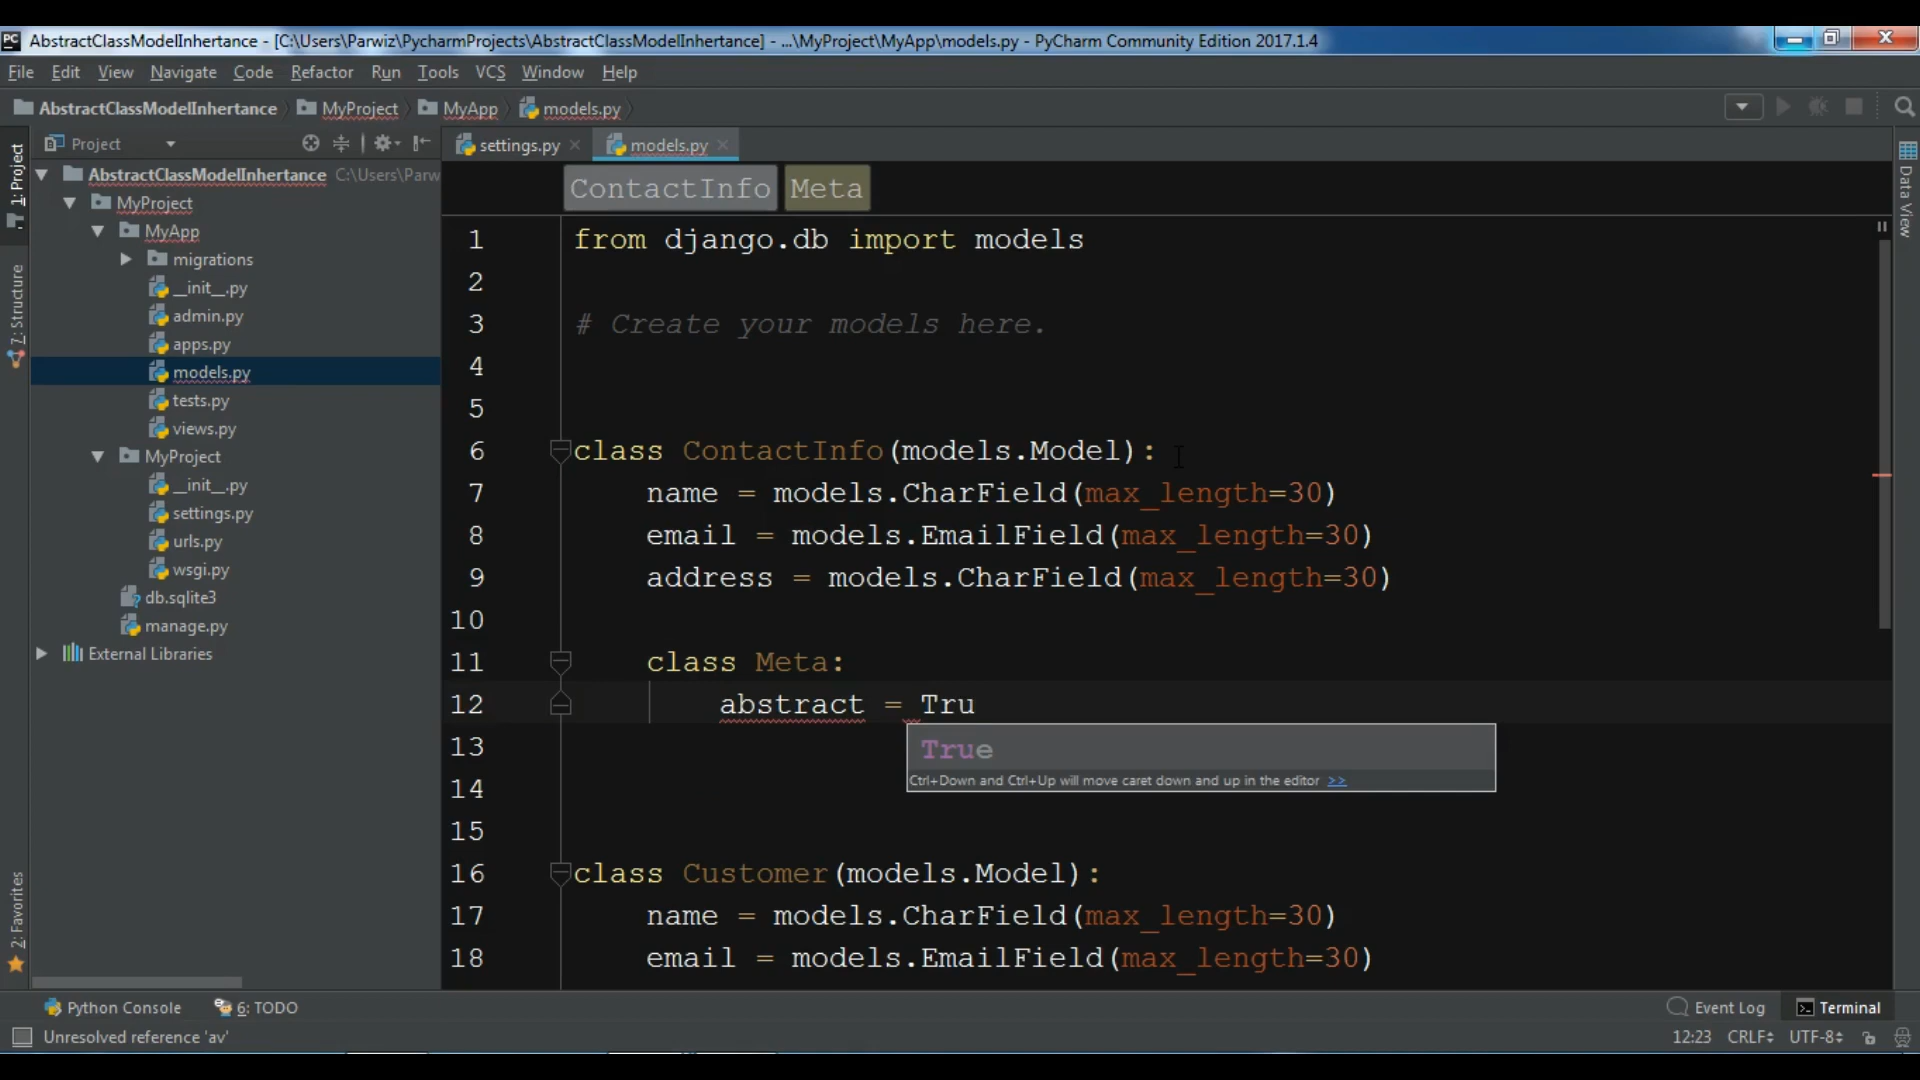 AbstractClassModelInhertance - [C:\Users\Parwiz\PycharmProjects\AbstractClassModelInhertance] - ...\MyProject\MyApp\models.py - PyCharm Community Edition 2017.1.4
File Edit View Navigate Code Refactor Run Tools VCS Window Help
AbstractClassModelInhertance MyProject MyApp models.py
Project
settings.py models.py
1: Project
7: Structure
2: Favorites
AbstractClassModelInhertance C:\Users\Parw
MyProject
MyApp
migrations
__init__.py
admin.py
apps.py
models.py
tests.py
views.py
MyProject
__init__.py
settings.py
urls.py
wsgi.py
db.sqlite3
manage.py
External Libraries
ContactInfo Meta
1 from django.db import models
2
3 # Create your models here.
4
5
6 class ContactInfo(models.Model):
7 name = models.CharField(max_length=30)
8 email = models.EmailField(max_length=30)
9 address = models.CharField(max_length=30)
10
11 class Meta:
12 abstract = Tru
True
Ctrl+Down and Ctrl+Up will move caret down and up in the editor >>
13
14
15
16 class Customer(models.Model):
17 name = models.CharField(max_length=30)
18 email = models.EmailField(max_length=30)
Data View
Python Console 6: TODO Event Log Terminal
Unresolved reference 'av' 12:23 CRLF UTF-8